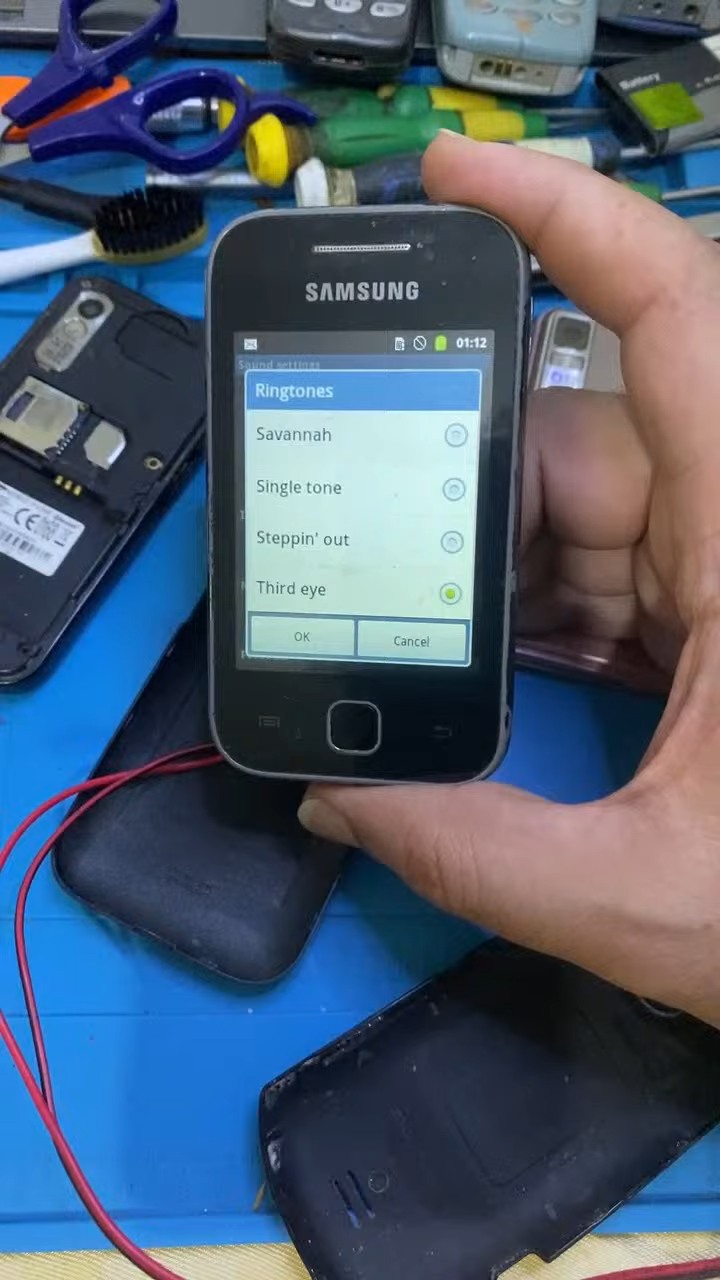 Battery
SAMSUNG
01:12
Sound settings
Ringtones
Savannah
Single tone
Steppin' out
Third eye
OK
Cancel